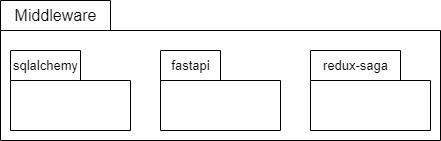 Middleware
sqlalchemy
fastapi
redux-saga